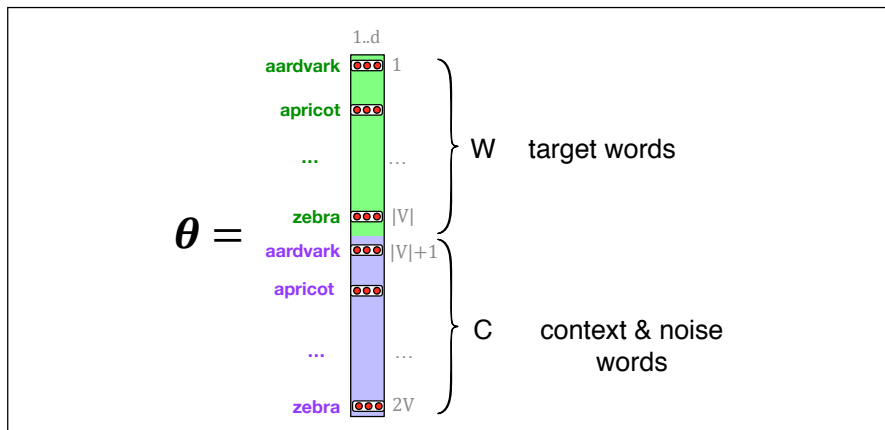 1..d
aardvark 1
apricot
... ...
W target words
zebra |V|
θ =
aardvark |V|+1
apricot
C context & noise
words
... ...
zebra 2V